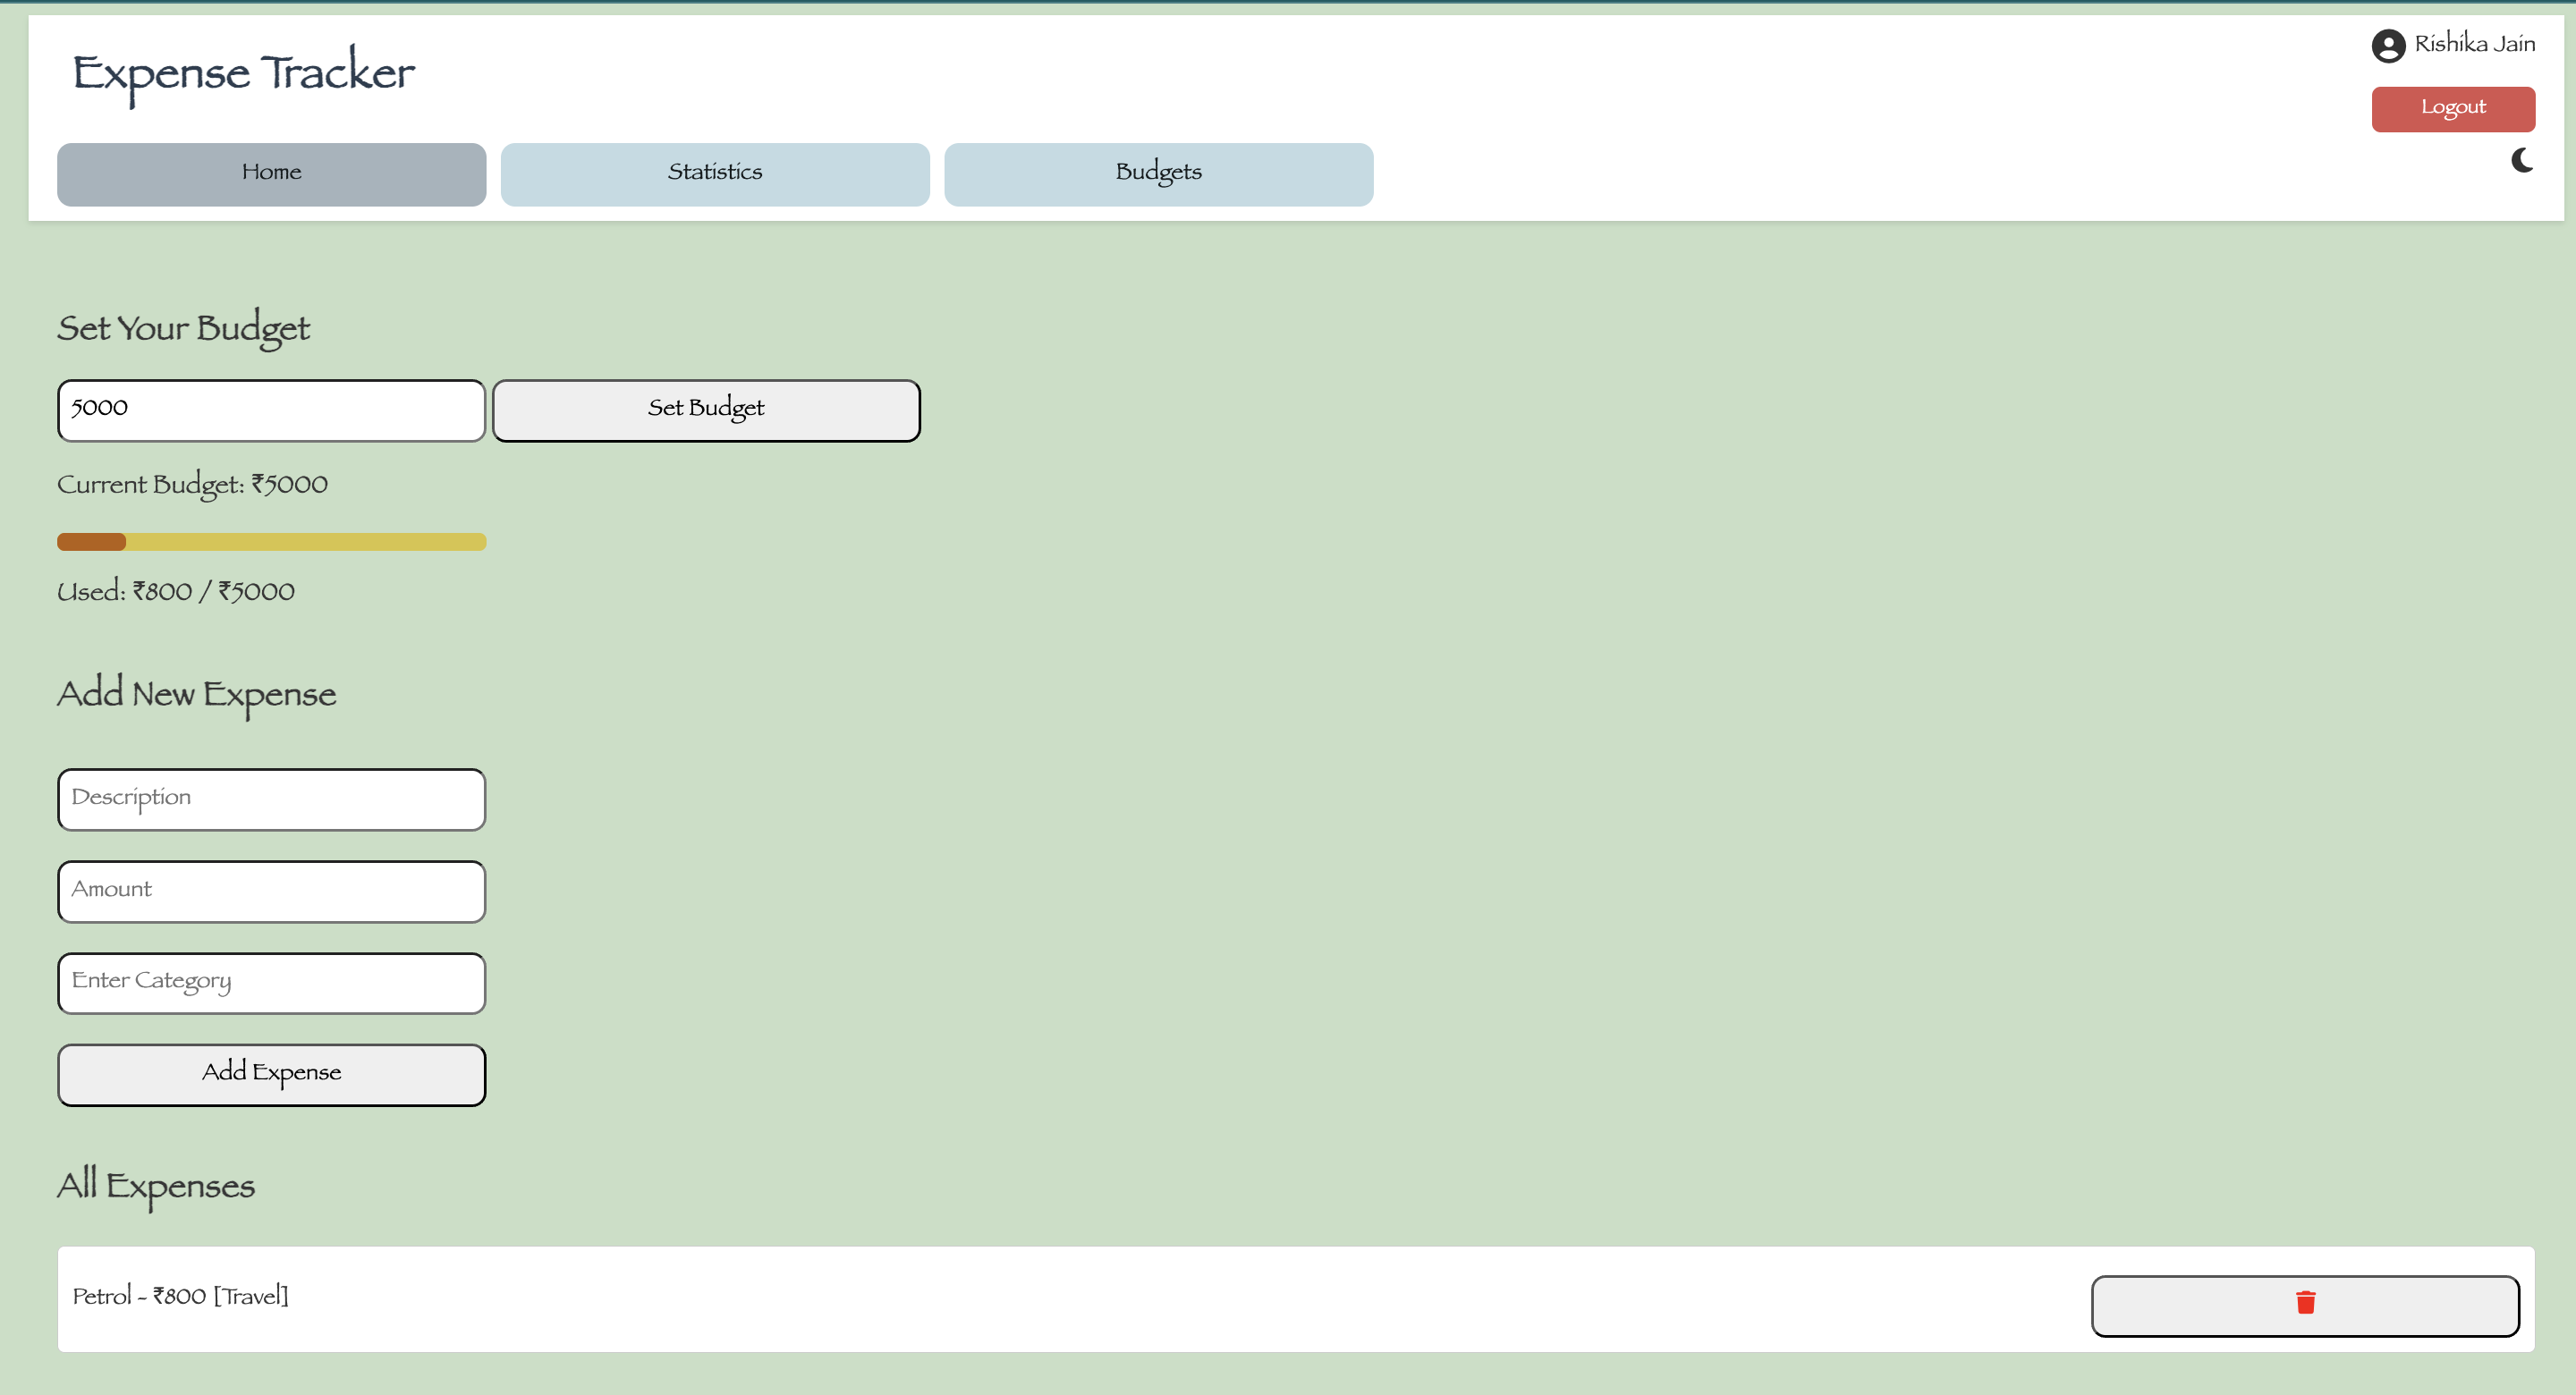 Expense Tracker
Rishika Jain
Logout
Home
Statistics
Budgets
Set Your Budget
5000
Set Budget
Current Budget: ₹5000
Used: ₹800 / ₹5000
Add New Expense
Description
Amount
Enter Category
Add Expense
All Expenses
Petrol - ₹800 [Travel]